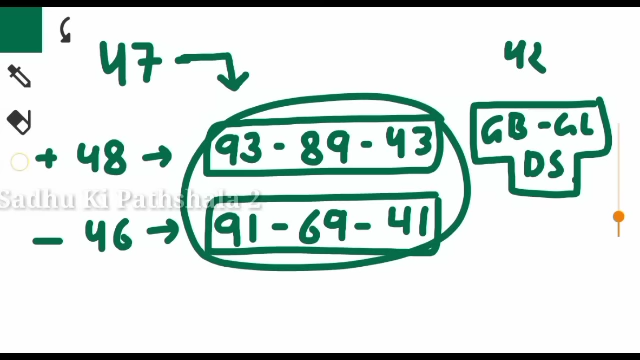 47 42
+ 48 → 93 - 89 - 43 GB - GL
DS
Sadhu Ki Pathshala 2
- 46 → 91 - 69 - 41